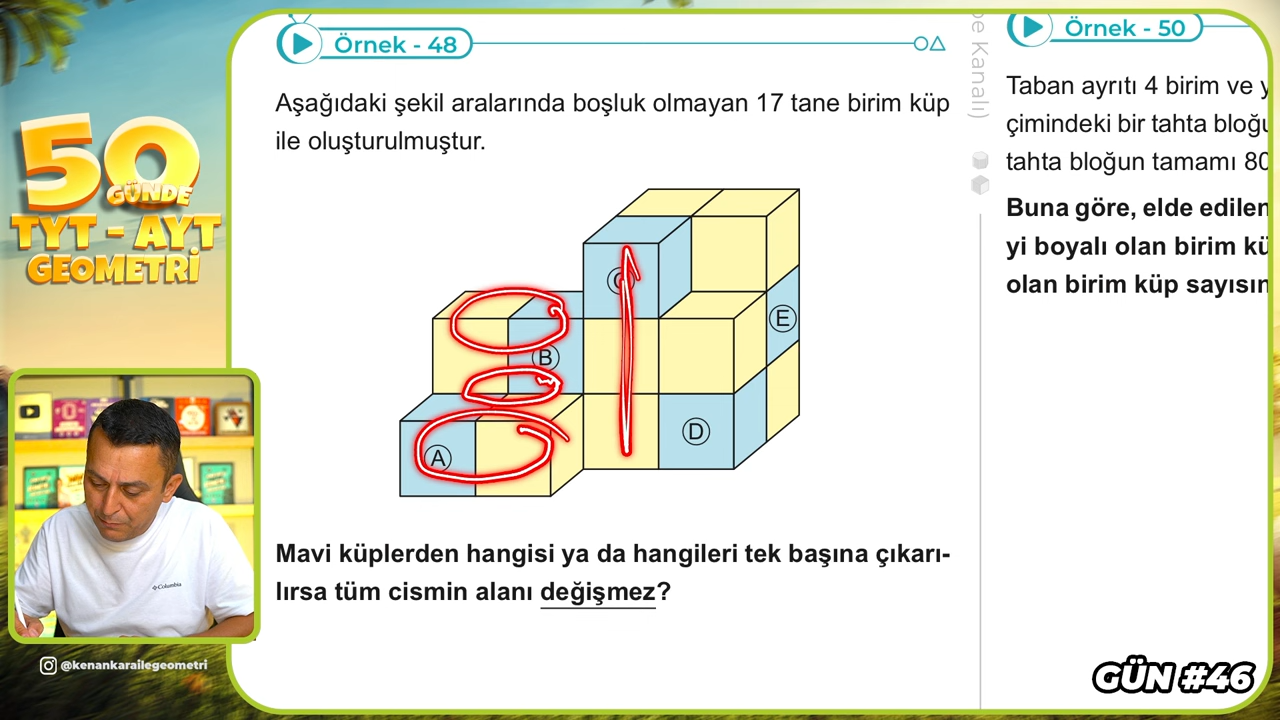 50
GÜNDE
TYT - AYT
GEOMETRİ
Örnek - 48
Aşağıdaki şekil aralarında boşluk olmayan 17 tane birim küp
ile oluşturulmuştur.
C
E
B
D
A
Mavi küplerden hangisi ya da hangileri tek başına çıkarı-
lırsa tüm cismin alanı değişmez?
Kanalı)
Örnek - 50
Taban ayrıtı 4 birim ve y
çimindeki bir tahta bloğu
tahta bloğun tamamı 80
Buna göre, elde edilen
yi boyalı olan birim kü
olan birim küp sayısın
Columbia
@kenankarailegeometri
GÜN #46